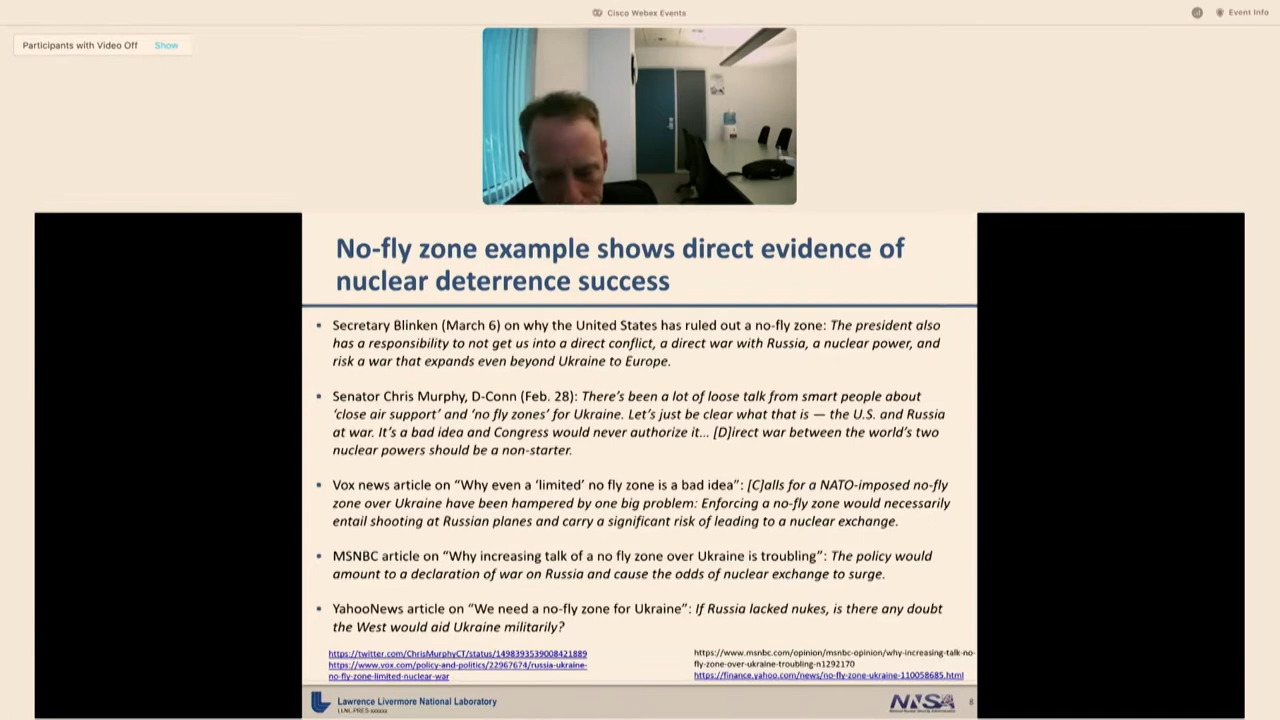 Cisco Webex Events
Event Info
Participants with Video Off Show
No-fly zone example shows direct evidence of
nuclear deterrence success
▪ Secretary Blinken (March 6) on why the United States has ruled out a no-fly zone: The president also
has a responsibility to not get us into a direct conflict, a direct war with Russia, a nuclear power, and
risk a war that expands even beyond Ukraine to Europe.
▪ Senator Chris Murphy, D-Conn (Feb. 28): There's been a lot of loose talk from smart people about
'close air support' and 'no fly zones' for Ukraine. Let's just be clear what that is — the U.S. and Russia
at war. It's a bad idea and Congress would never authorize it... [D]irect war between the world's two
nuclear powers should be a non-starter.
▪ Vox news article on "Why even a 'limited' no fly zone is a bad idea": [C]alls for a NATO-imposed no-fly
zone over Ukraine have been hampered by one big problem: Enforcing a no-fly zone would necessarily
entail shooting at Russian planes and carry a significant risk of leading to a nuclear exchange.
▪ MSNBC article on "Why increasing talk of a no fly zone over Ukraine is troubling": The policy would
amount to a declaration of war on Russia and cause the odds of nuclear exchange to surge.
▪ YahooNews article on "We need a no-fly zone for Ukraine": If Russia lacked nukes, is there any doubt
the West would aid Ukraine militarily?
https://twitter.com/ChrisMurphyCT/status/1498393539008421889
https://www.vox.com/policy-and-politics/22967674/russia-ukraine-
no-fly-zone-limited-nuclear-war
https://www.msnbc.com/opinion/msnbc-opinion/why-increasing-talk-no-
fly-zone-over-ukraine-troubling-n1292170
https://finance.yahoo.com/news/no-fly-zone-ukraine-110058685.html
Lawrence Livermore National Laboratory
LLNL-PRES-xxxxxx
NNSA
8